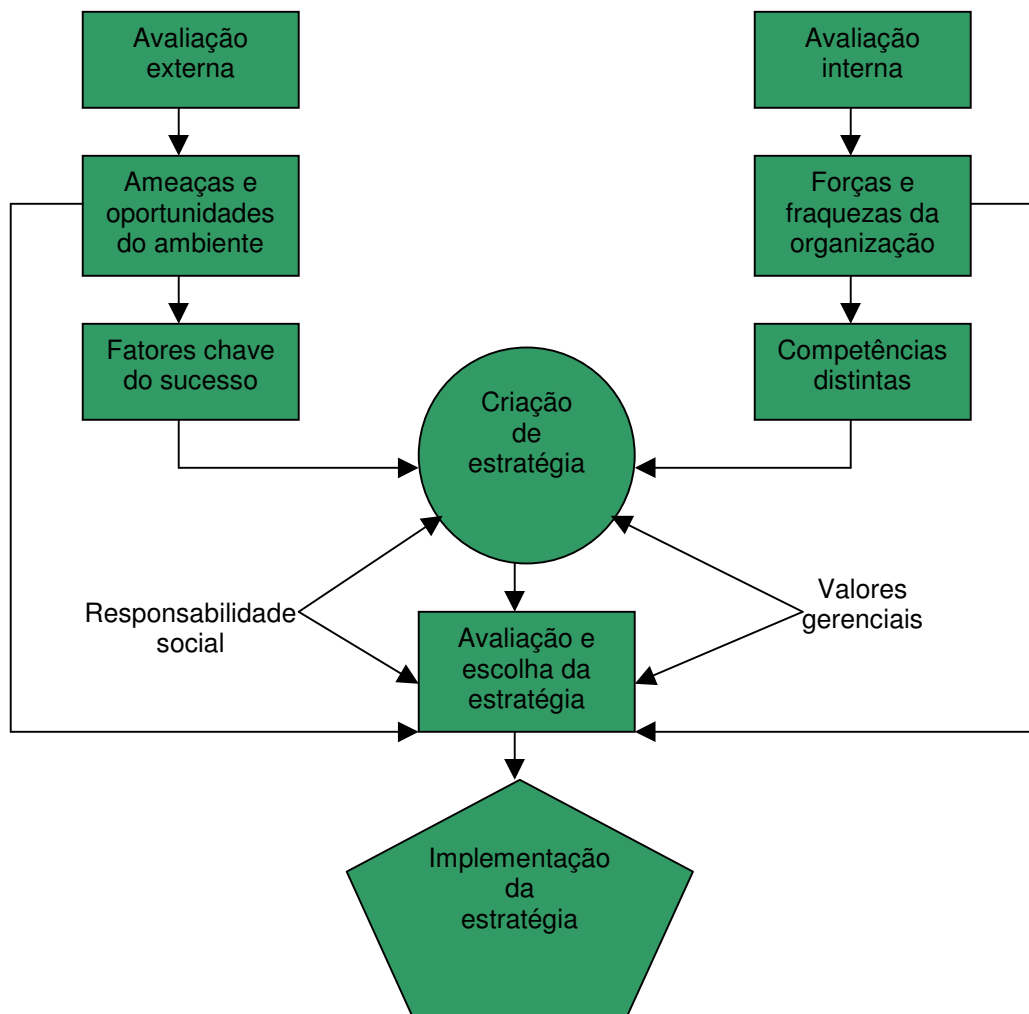 Avaliação
externa
Avaliação
interna
Ameaças e
oportunidades
do ambiente
Forças e
fraquezas da
organização
Fatores chave
do sucesso
Competências
distintas
Criação
de
estratégia
Responsabilidade
social
Valores
gerenciais
Avaliação e
escolha da
estratégia
Implementação
da
estratégia